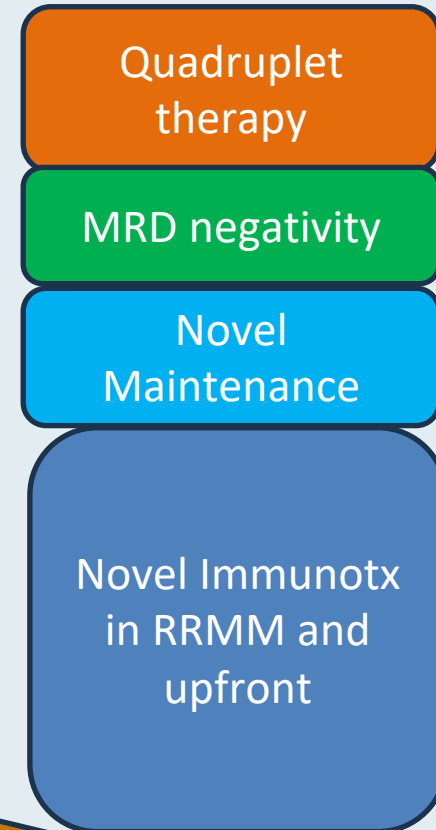 Quadruplet
therapy
MRD negativity
Novel
Maintenance
Novel Immunotx
in RRMM and
upfront